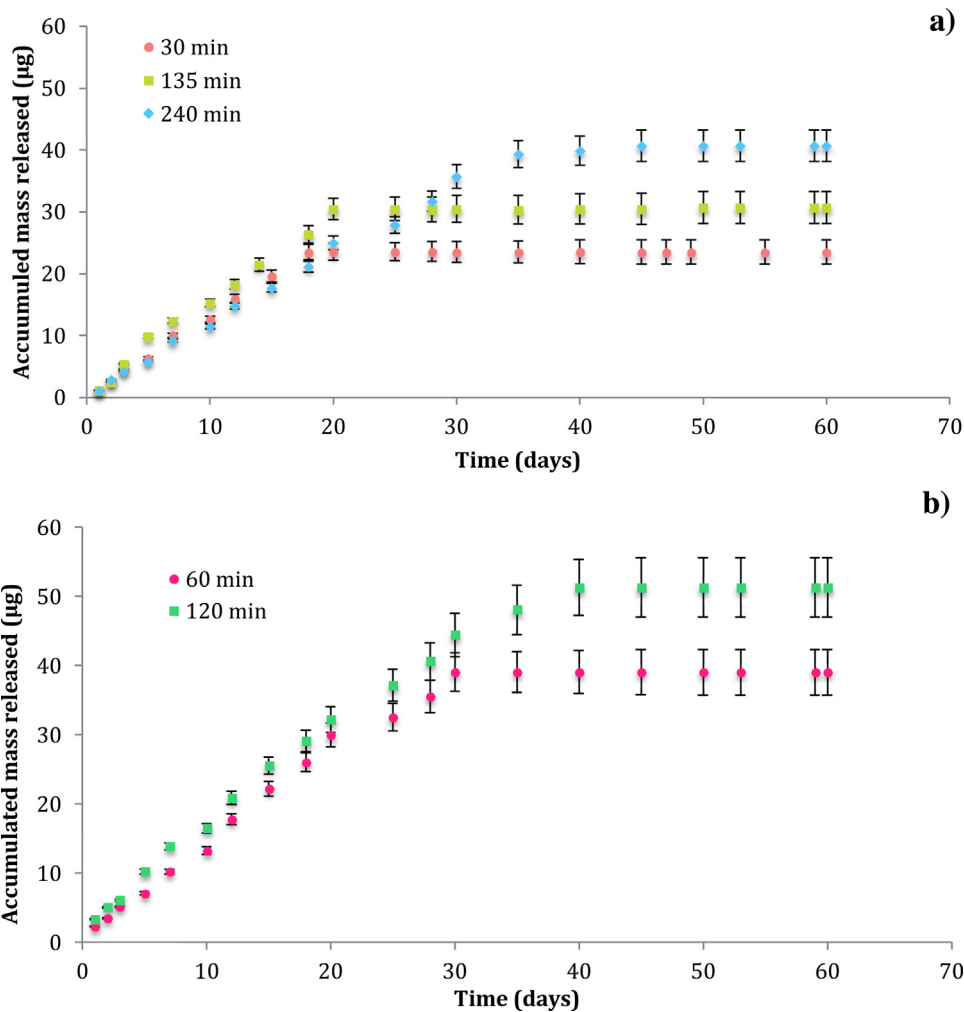 a)
60
50
40
30
20
10
0
Accuumuled mass released (µg)
30 min
135 min
240 min
0 10 20 30 40 50 60 70
Time (days)
b)
60
50
40
30
20
10
0
Accumulated mass released (µg)
60 min
120 min
0 10 20 30 40 50 60 70
Time (days)